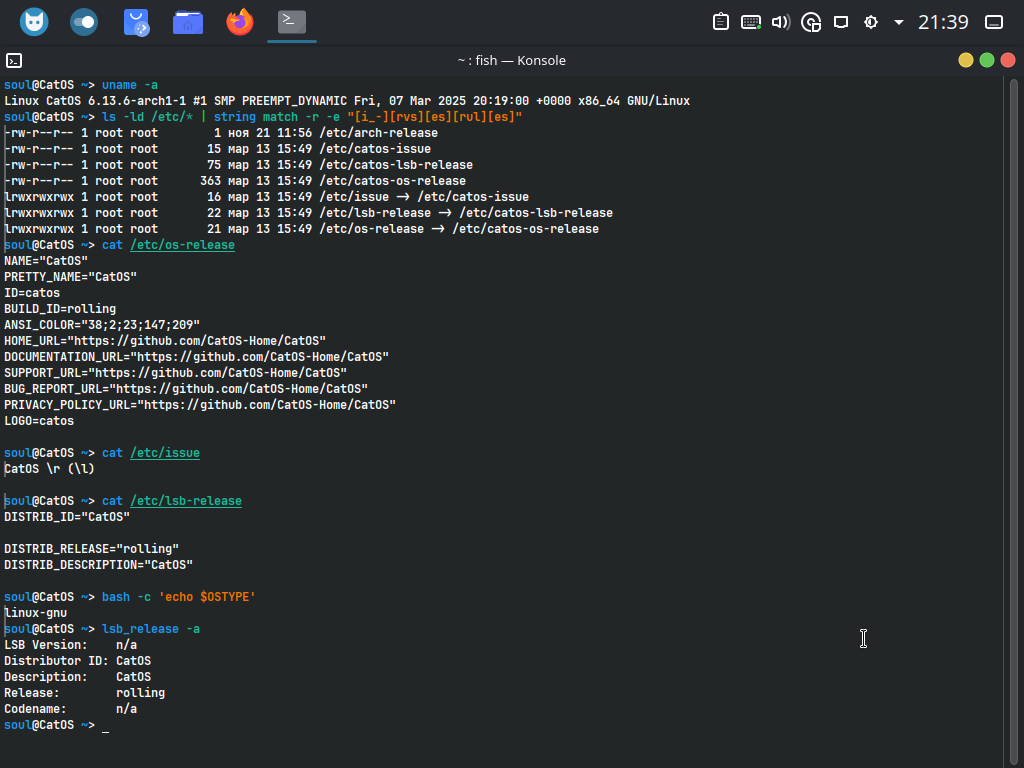 21:39
~ : fish — Konsole
soul@CatOS ~> uname -a
Linux CatOS 6.13.6-arch1-1 #1 SMP PREEMPT_DYNAMIC Fri, 07 Mar 2025 20:19:00 +0000 x86_64 GNU/Linux
soul@CatOS ~> ls -ld /etc/* | string match -r -e "[i_-][rvs][es][rul][es]"
-rw-r--r-- 1 root root        1 ноя 21 11:56 /etc/arch-release
-rw-r--r-- 1 root root       15 мар 13 15:49 /etc/catos-issue
-rw-r--r-- 1 root root       75 мар 13 15:49 /etc/catos-lsb-release
-rw-r--r-- 1 root root      363 мар 13 15:49 /etc/catos-os-release
lrwxrwxrwx 1 root root       16 мар 13 15:49 /etc/issue -> /etc/catos-issue
lrwxrwxrwx 1 root root       22 мар 13 15:49 /etc/lsb-release -> /etc/catos-lsb-release
lrwxrwxrwx 1 root root       21 мар 13 15:49 /etc/os-release -> /etc/catos-os-release
soul@CatOS ~> cat /etc/os-release
NAME="CatOS"
PRETTY_NAME="CatOS"
ID=catos
BUILD_ID=rolling
ANSI_COLOR="38;2;23;147;209"
HOME_URL="https://github.com/CatOS-Home/CatOS"
DOCUMENTATION_URL="https://github.com/CatOS-Home/CatOS"
SUPPORT_URL="https://github.com/CatOS-Home/CatOS"
BUG_REPORT_URL="https://github.com/CatOS-Home/CatOS"
PRIVACY_POLICY_URL="https://github.com/CatOS-Home/CatOS"
LOGO=catos
soul@CatOS ~> cat /etc/issue
CatOS \r (\l)
soul@CatOS ~> cat /etc/lsb-release
DISTRIB_ID="CatOS"
DISTRIB_RELEASE="rolling"
DISTRIB_DESCRIPTION="CatOS"
soul@CatOS ~> bash -c 'echo $OSTYPE'
linux-gnu
soul@CatOS ~> lsb_release -a
LSB Version:    n/a
Distributor ID: CatOS
Description:    CatOS
Release:        rolling
Codename:       n/a
soul@CatOS ~> _